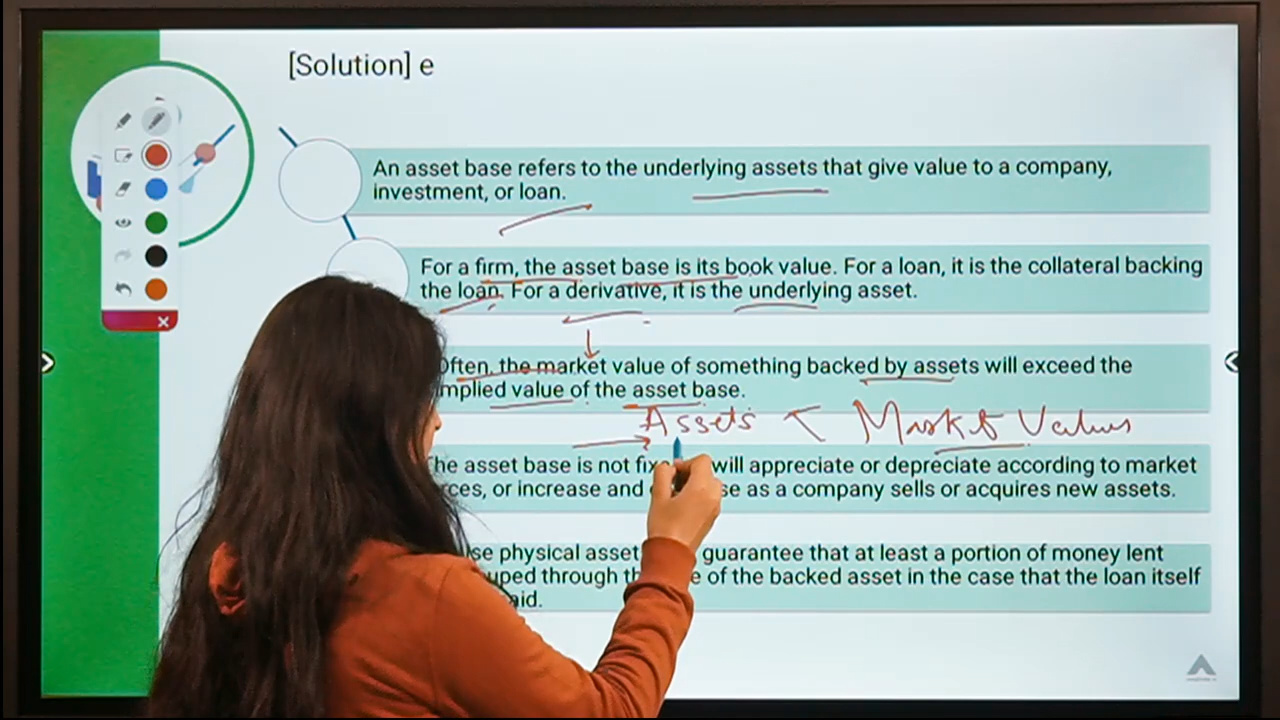 [Solution] e
An asset base refers to the underlying assets that give value to a company,
investment, or loan.
For a firm, the asset base is its book value. For a loan, it is the collateral backing
the loan. For a derivative, it is the underlying asset.
Often, the market value of something backed by assets will exceed the
implied value of the asset base.
Assets < Market Values
he asset base is not fix will appreciate or depreciate according to market
ces, or increase and se as a company sells or acquires new assets.
se physical asset guarantee that at least a portion of money lent
uped through th e of the backed asset in the case that the loan itself
aid.